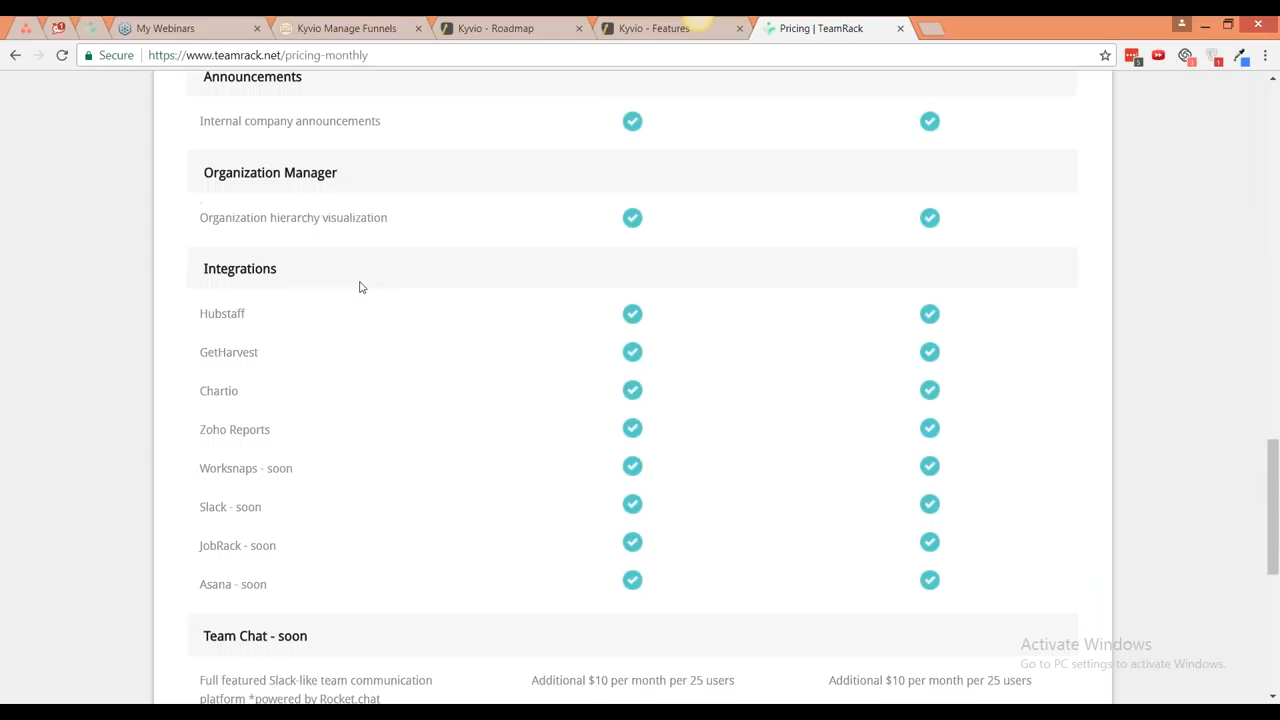 My Webinars
Kyvio Manage Funnels
Kyvio - Roadmap
Kyvio - Features
Pricing | TeamRack
Secure
https://www.teamrack.net/pricing-monthly
Announcements
Internal company announcements
Organization Manager
Organization hierarchy visualization
Integrations
Hubstaff
GetHarvest
Chartio
Zoho Reports
Worksnaps - soon
Slack - soon
JobRack - soon
Asana - soon
Team Chat - soon
Activate Windows
Go to PC settings to activate Windows.
Full featured Slack-like team communication
platform *powered by Rocket.chat
Additional $10 per month per 25 users
Additional $10 per month per 25 users